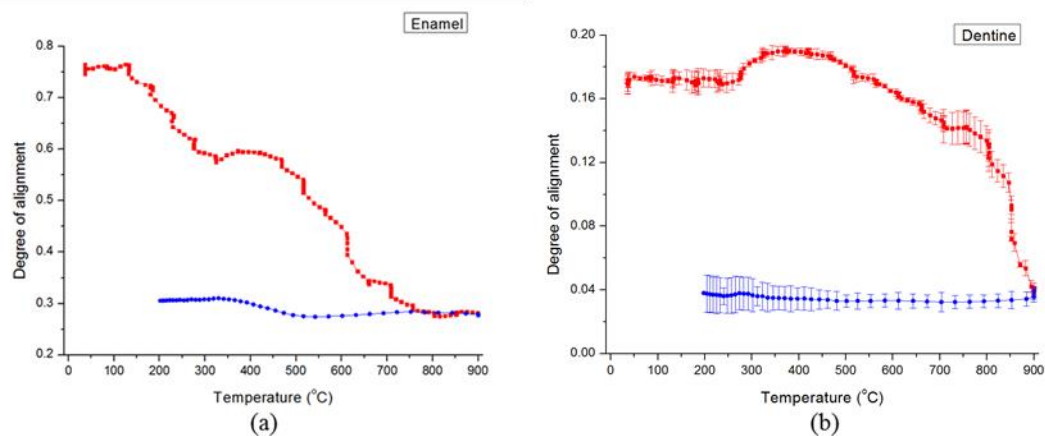 Enamel
0.8
0.7
0.6
0.5
0.4
0.3
0.2
Degree of alignment
0 100 200 300 400 500 600 700 800 900
Temperature (°C)
(a)
Dentine
0.20
0.16
0.12
0.08
0.04
0.00
Degree of alignment
0 100 200 300 400 500 600 700 800 900
Temperature (°C)
(b)